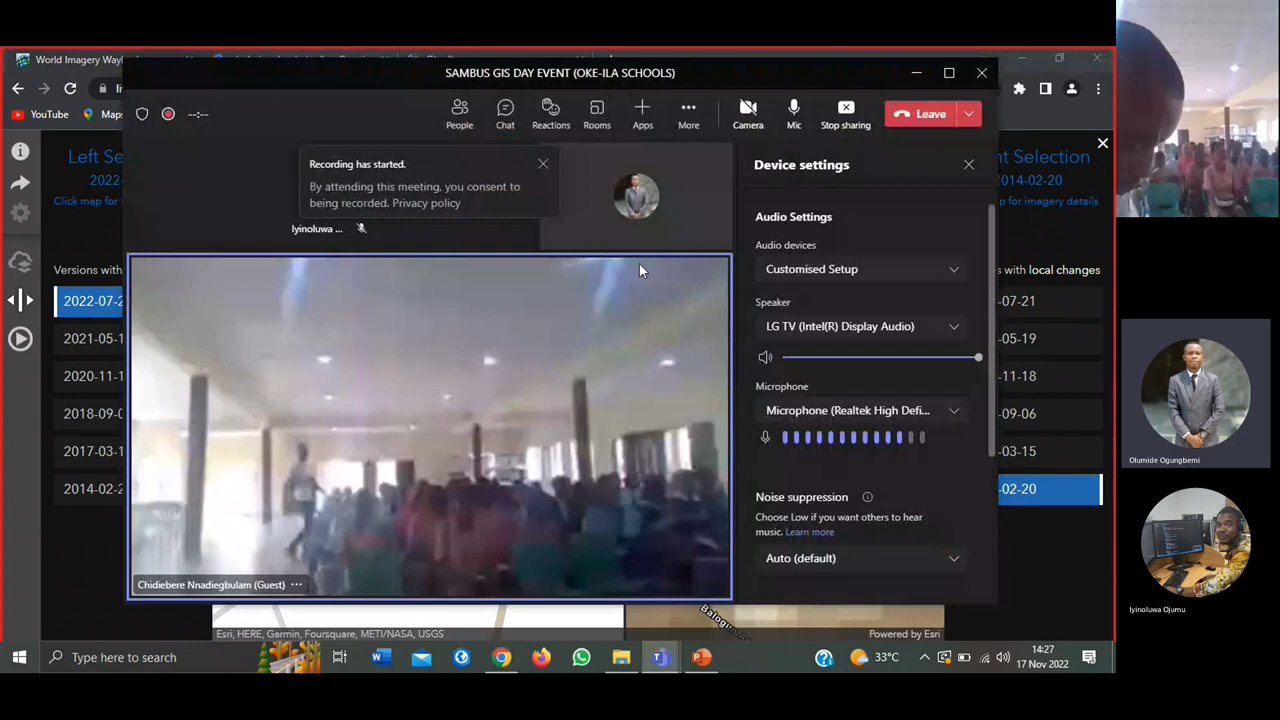 World Imagery Way
SAMBUS GIS DAY EVENT (OKE-ILA SCHOOLS)
YouTube
Maps
--:--
People
Chat
Reactions
Rooms
Apps
More
Camera
Mic
Stop sharing
Leave
Left Se
2022-
Click map for
Versions with
2022-07-2
2021-05-1
2020-11-1
2018-09-0
2017-03-1
2014-02-2
Recording has started.
By attending this meeting, you consent to
being recorded. Privacy policy
Iyinoluwa ...
Chidiebere Nnadiegbulam (Guest) ...
Device settings
Audio Settings
Audio devices
Customised Setup
Speaker
LG TV (Intel(R) Display Audio)
Microphone
Microphone (Realtek High Defi...
Noise suppression
Choose Low if you want others to hear
music. Learn more
Auto (default)
ent Selection
2014-02-20
p for imagery details
s with local changes
-07-21
-05-19
-11-18
-09-06
-03-15
-02-20
Olumide Ogungbemi
Iyinoluwa Ojumu
Esri, HERE, Garmin, Foursquare, METI/NASA, USGS
Powered by Esri
Type here to search
33°C
14:27
17 Nov 2022